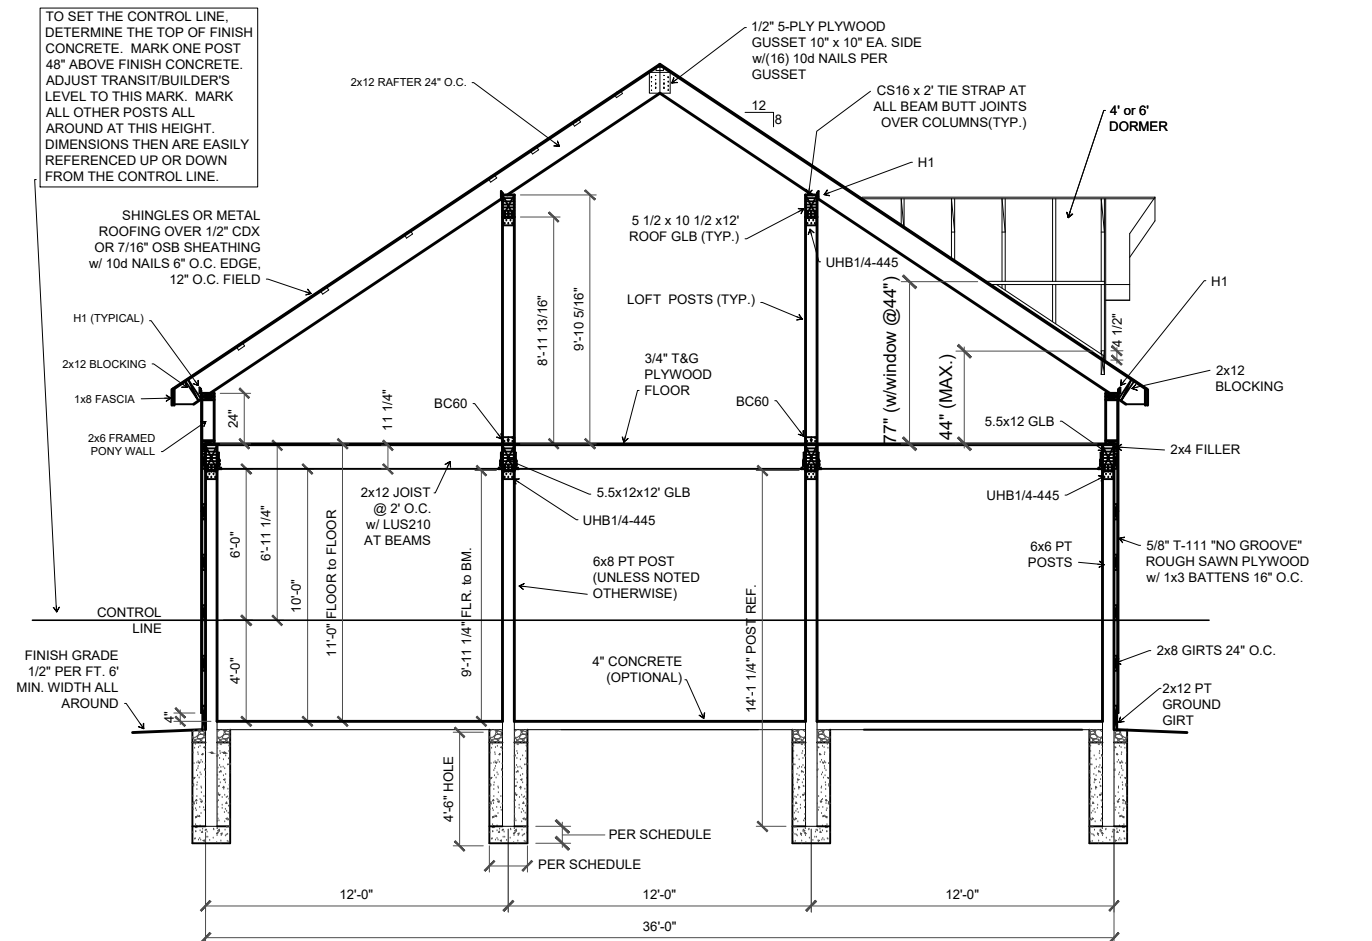 TO SET THE CONTROL LINE,
DETERMINE THE TOP OF FINISH
CONCRETE. MARK ONE POST
48" ABOVE FINISH CONCRETE.
ADJUST TRANSIT/BUILDER'S
LEVEL TO THIS MARK. MARK
ALL OTHER POSTS ALL
AROUND AT THIS HEIGHT.
DIMENSIONS THEN ARE EASILY
REFERENCED UP OR DOWN
FROM THE CONTROL LINE.
2x12 RAFTER 24" O.C.
1/2" 5-PLY PLYWOOD
GUSSET 10" x 10" EA. SIDE
w/(16) 10d NAILS PER
GUSSET
CS16 x 2' TIE STRAP AT
ALL BEAM BUTT JOINTS
OVER COLUMNS(TYP.)
12
8
4' or 6'
DORMER
H1
SHINGLES OR METAL
ROOFING OVER 1/2" CDX
OR 7/16" OSB SHEATHING
w/ 10d NAILS 6" O.C. EDGE,
12" O.C. FIELD
5 1/2 x 10 1/2 x12'
ROOF GLB (TYP.)
UHB1/4-445
H1
LOFT POSTS (TYP.)
H1 (TYPICAL)
2x12 BLOCKING
1x8 FASCIA
2x6 FRAMED
PONY WALL
24"
11 1/4"
8'-11 13/16"
9'-10 5/16"
3/4" T&G
PLYWOOD
FLOOR
BC60
BC60
77" (w/window @44")
44" (MAX.)
4 1/2"
2x12
BLOCKING
5.5x12 GLB
2x4 FILLER
2x12 JOIST
@ 2' O.C.
w/ LUS210
AT BEAMS
5.5x12x12' GLB
UHB1/4-445
UHB1/4-445
6x8 PT POST
(UNLESS NOTED
OTHERWISE)
6x6 PT
POSTS
5/8" T-111 "NO GROOVE"
ROUGH SAWN PLYWOOD
w/ 1x3 BATTENS 16" O.C.
6'-0"
6'-11 1/4"
10'-0"
11'-0" FLOOR to FLOOR
9'-11 1/4" FLR. to BM.
14'-1 1/4" POST REF.
CONTROL
LINE
4'-0"
FINISH GRADE
1/2" PER FT. 6'
MIN. WIDTH ALL
AROUND
4"
4" CONCRETE
(OPTIONAL)
2x8 GIRTS 24" O.C.
2x12 PT
GROUND
GIRT
4'-6" HOLE
PER SCHEDULE
PER SCHEDULE
12'-0"
12'-0"
12'-0"
36'-0"